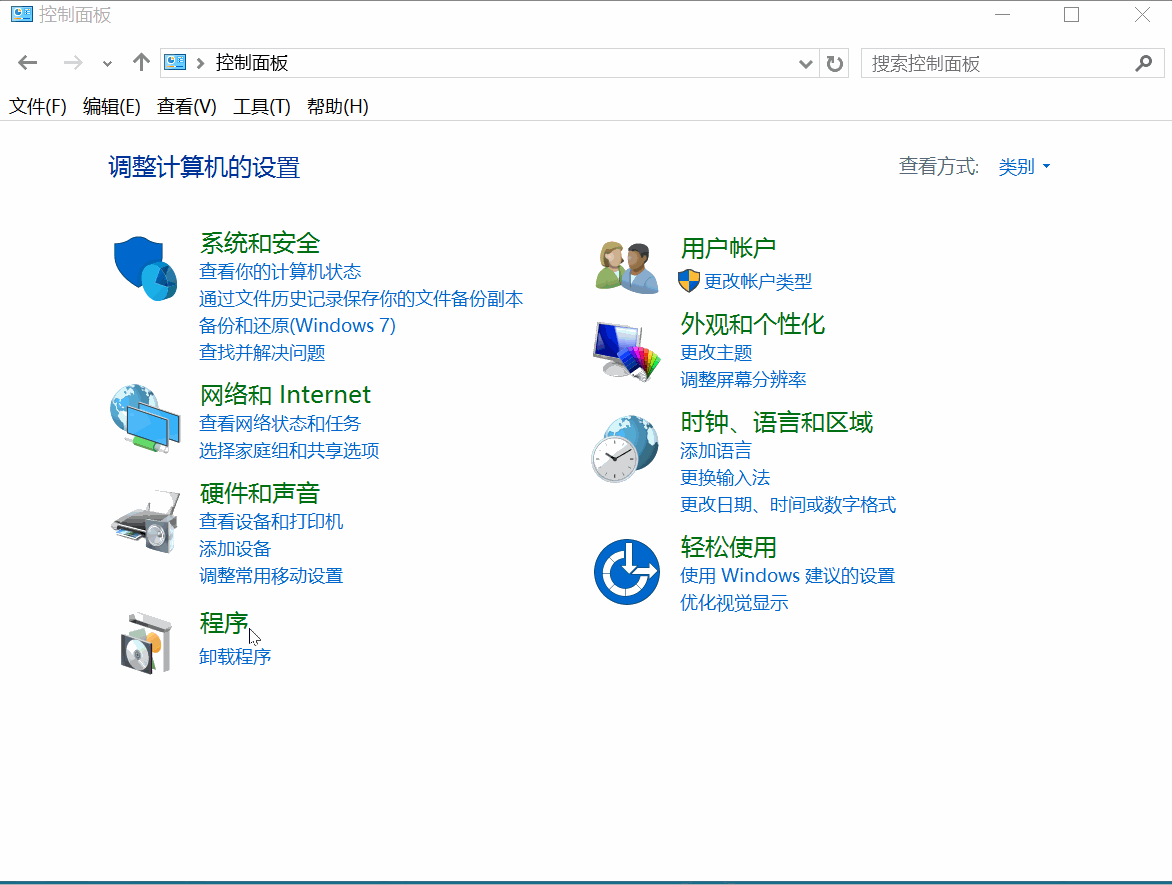 控制面板
控制面板
搜索控制面板
文件(F) 编辑(E) 查看(V) 工具(T) 帮助(H)
调整计算机的设置
查看方式: 类别
系统和安全
查看你的计算机状态
通过文件历史记录保存你的文件备份副本
备份和还原(Windows 7)
查找并解决问题
网络和 Internet
查看网络状态和任务
选择家庭组和共享选项
硬件和声音
查看设备和打印机
添加设备
调整常用移动设置
程序
卸载程序
用户帐户
更改帐户类型
外观和个性化
更改主题
调整屏幕分辨率
时钟、语言和区域
添加语言
更换输入法
更改日期、时间或数字格式
轻松使用
使用 Windows 建议的设置
优化视觉显示